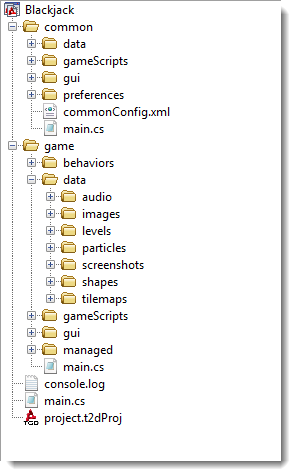 Blackjack
common
data
gameScripts
gui
preferences
commonConfig.xml
main.cs
game
behaviors
data
audio
images
levels
particles
screenshots
shapes
tilemaps
gameScripts
gui
managed
main.cs
console.log
main.cs
project.t2dProj